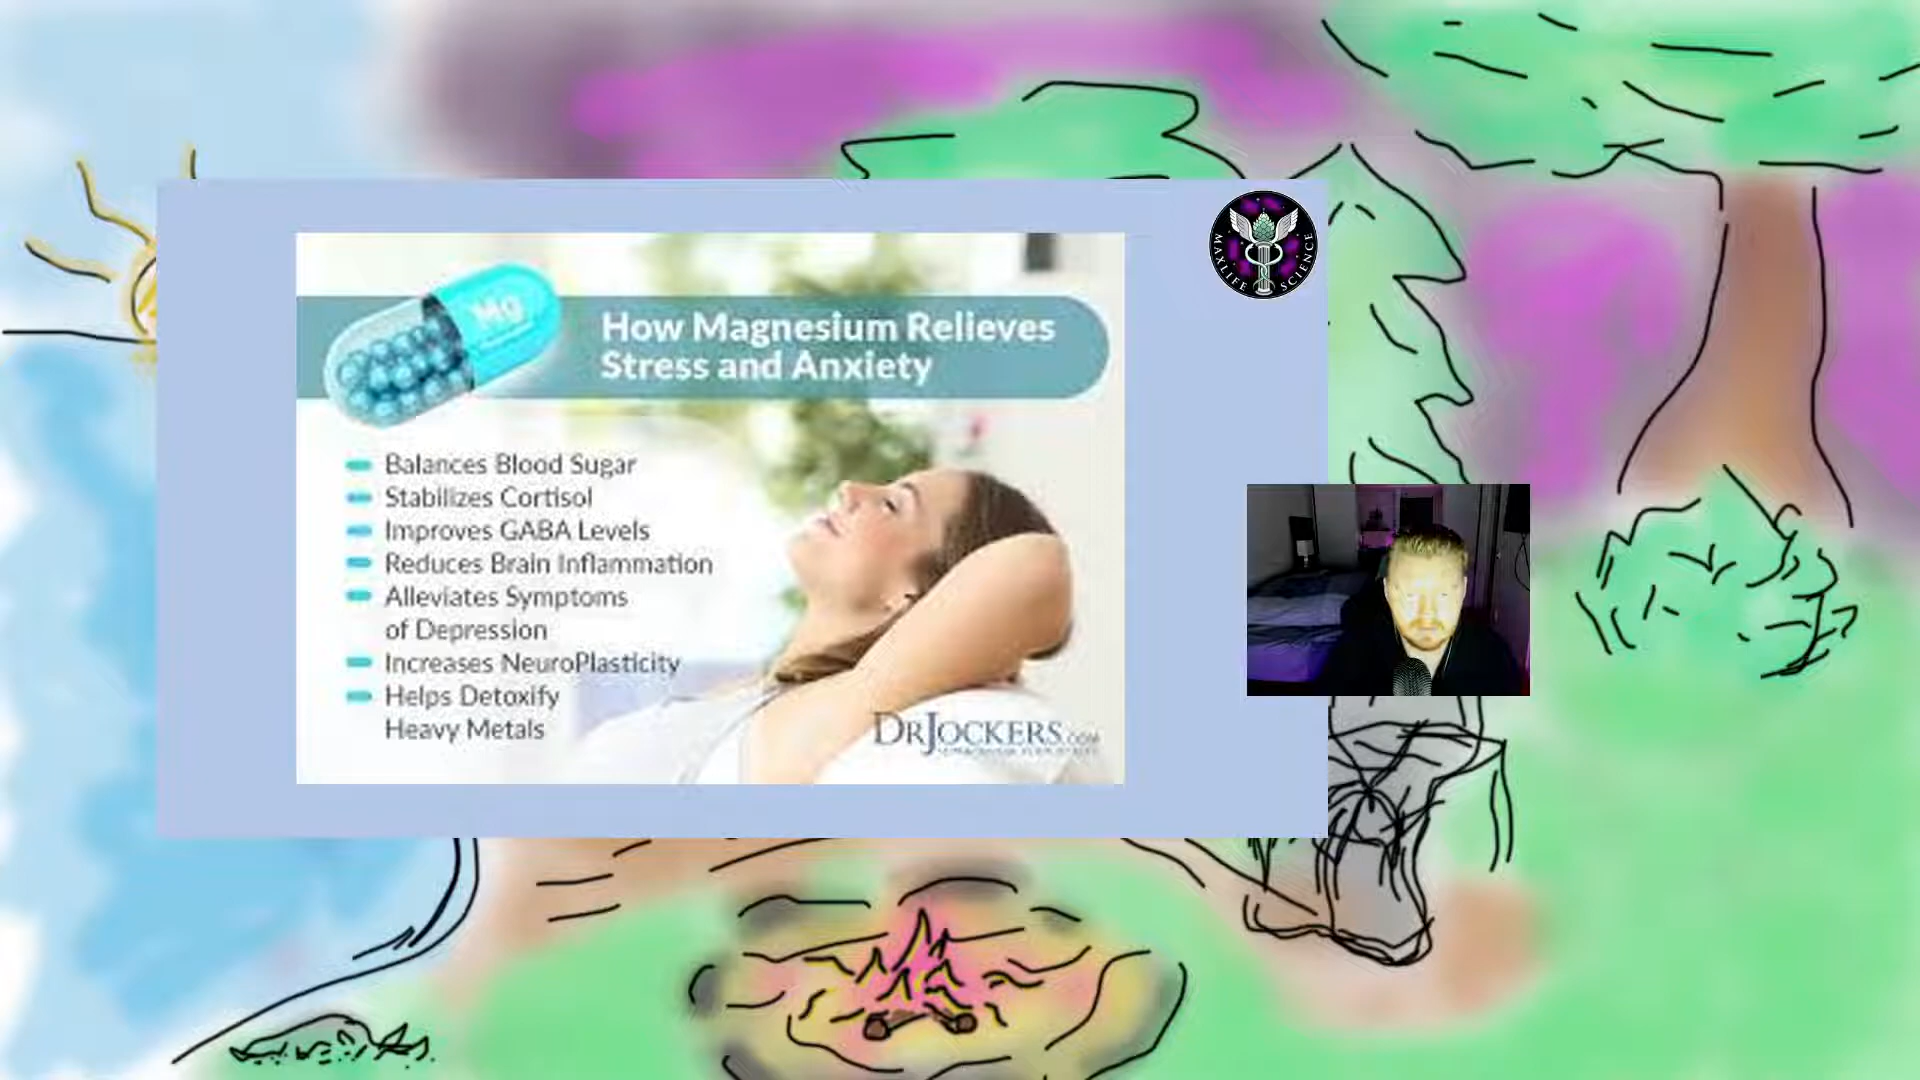 MAXLIFE SCIENCE
Mg
How Magnesium Relieves
Stress and Anxiety
Balances Blood Sugar
Stabilizes Cortisol
Improves GABA Levels
Reduces Brain Inflammation
Alleviates Symptoms
of Depression
Increases NeuroPlasticity
Helps Detoxify
Heavy Metals
DRJOCKERS.COM